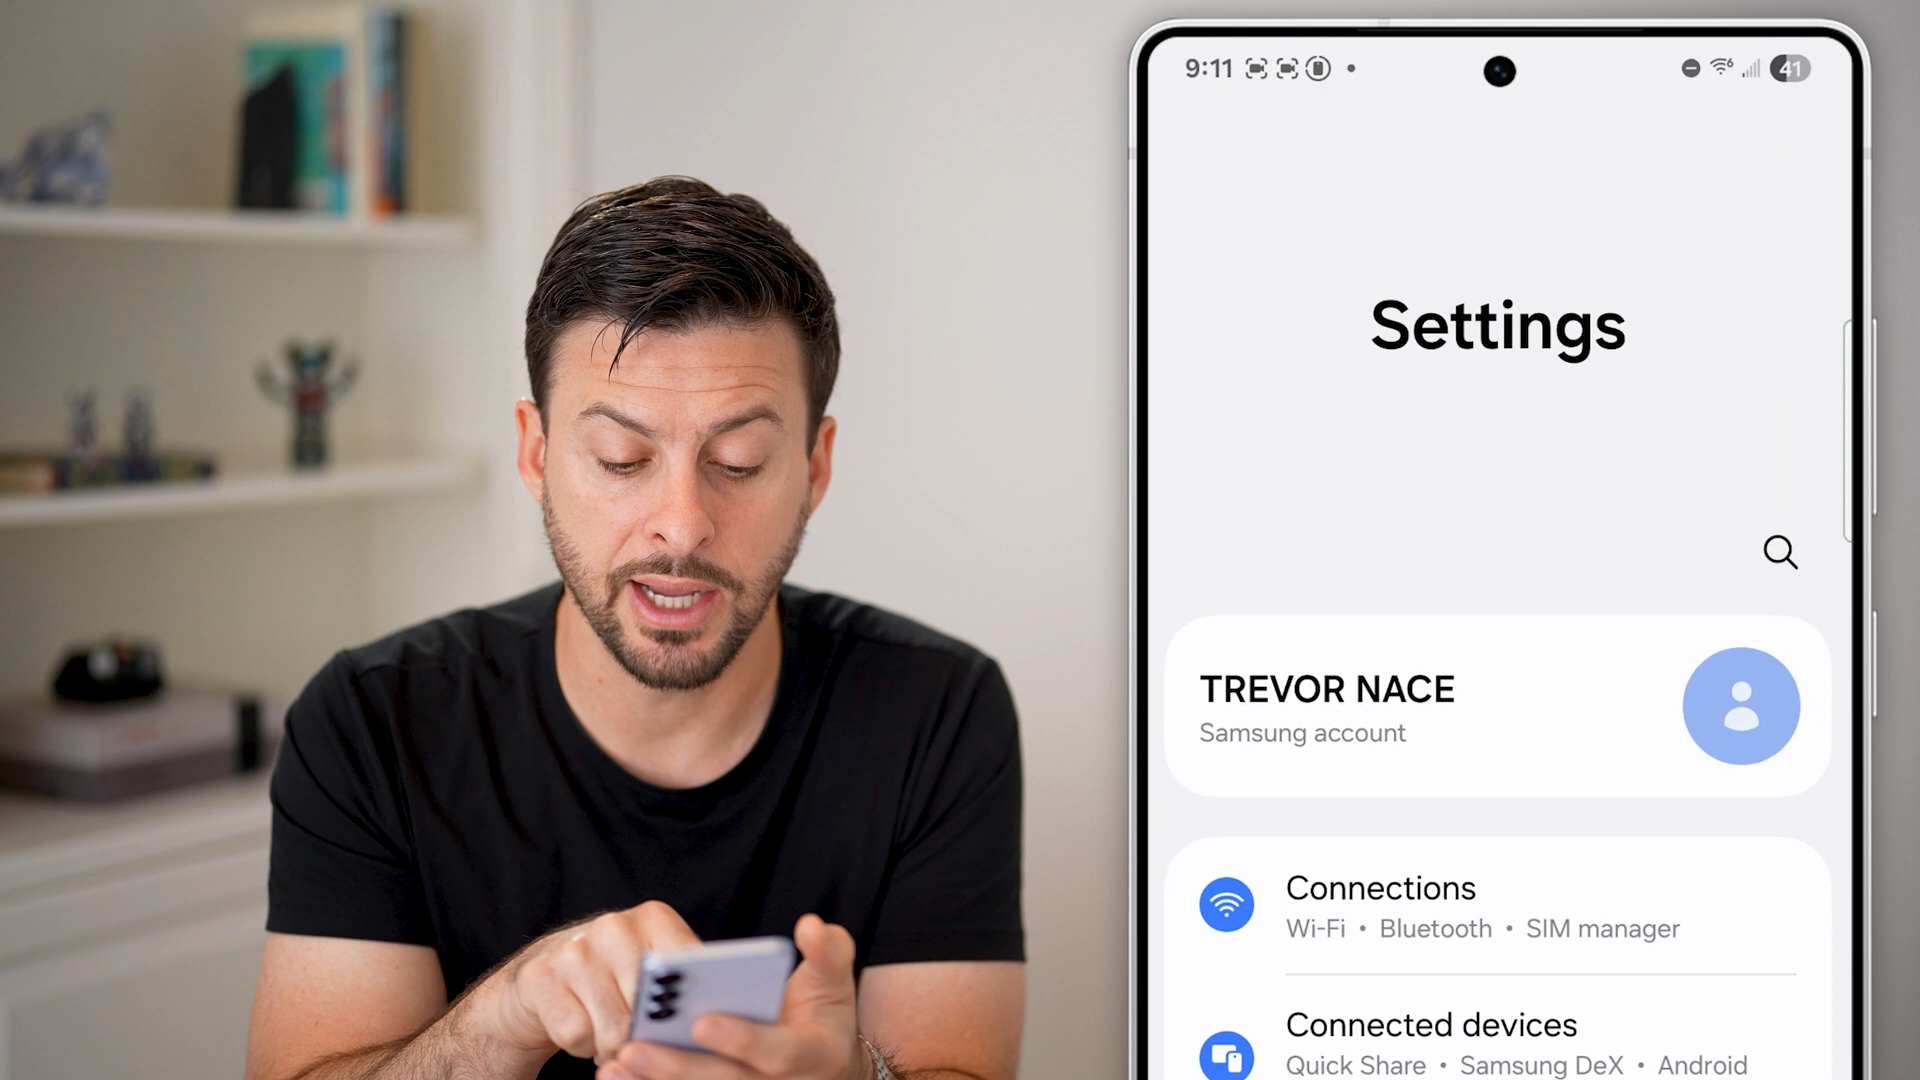 9:11
41
Settings
TREVOR NACE
Samsung account
Connections
Wi-Fi • Bluetooth • SIM manager
Connected devices
Quick Share • Samsung DeX • Android